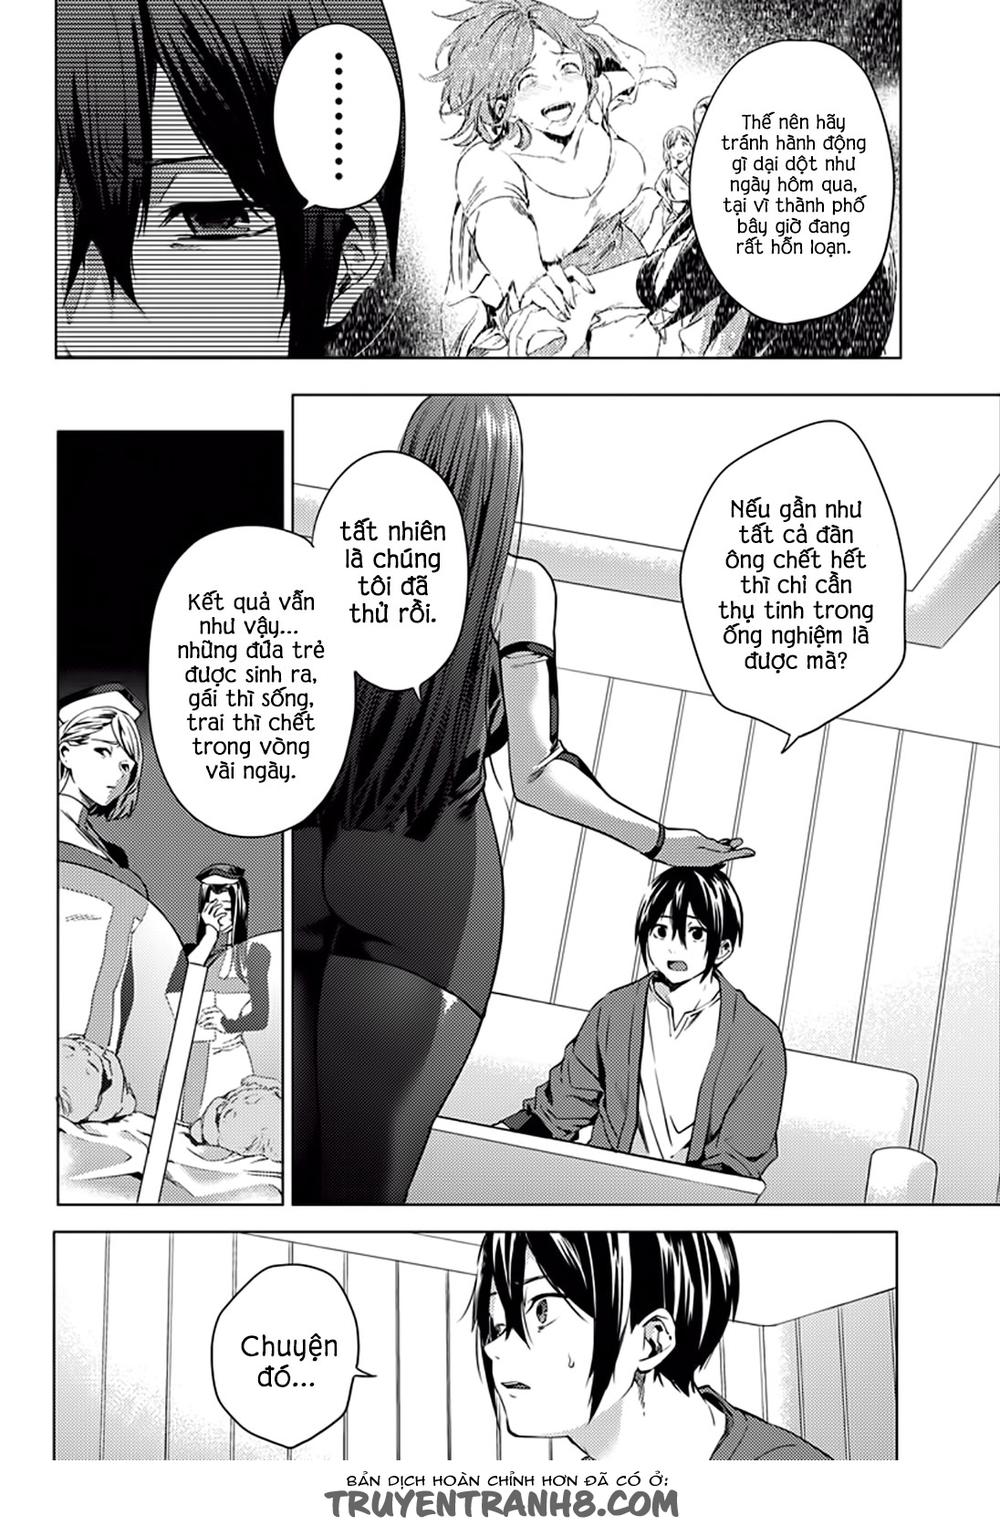 Thế nên hãy
tránh hành động
gì dại dột như
ngày hôm qua,
tại vì thành phố
bây giờ đang
rất hỗn loạn.
........
Nếu gần như
tất cả đàn
ông chết hết
thì chỉ cần
thụ tinh trong
ống nghiệm là
được mà?
tất nhiên
là chúng
tôi đã
thử rồi.
Kết quả vẫn
như vậy...
những đứa trẻ
được sinh ra,
gái thì sống,
trai thì chết
trong vòng
vài ngày.
Chuyện
đó...
BẢN DỊCH HOÀN CHỈNH HƠN ĐÃ CÓ Ở:
TRUYENTRANH8.COM